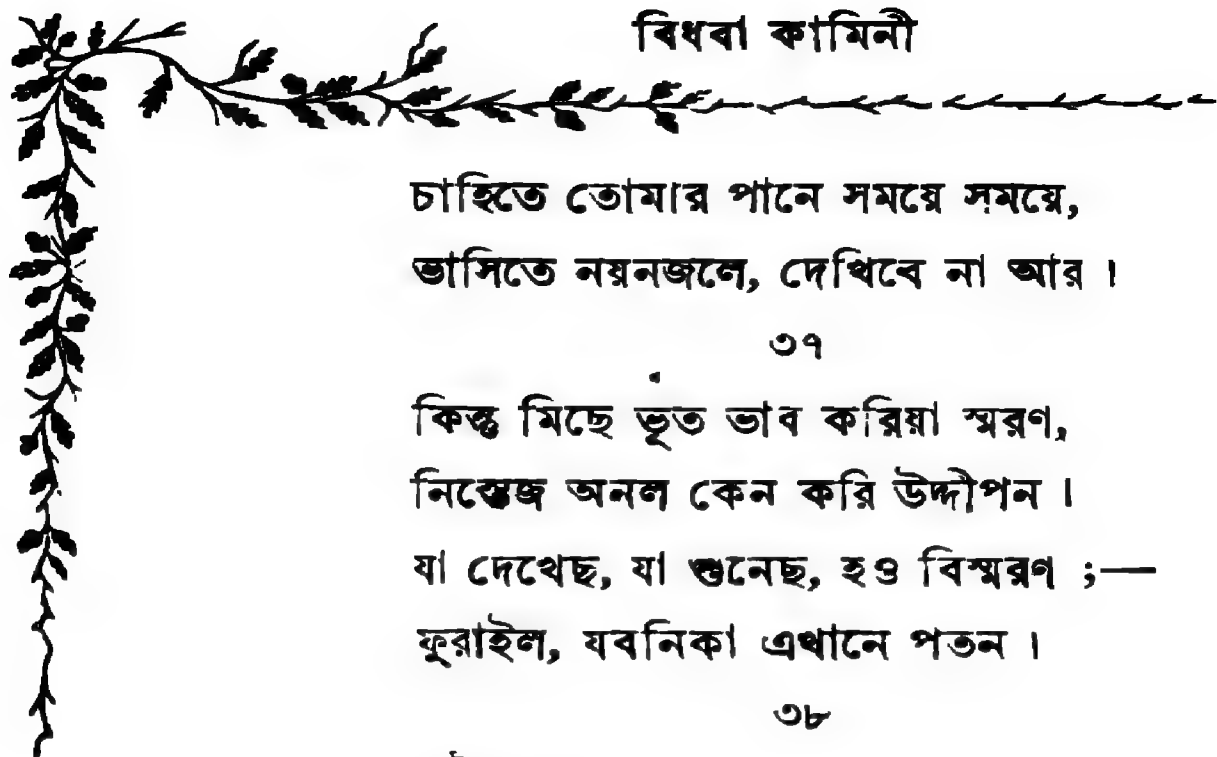 বিধবা কামিনী
চাহিতে তোমার পানে সময়ে সময়ে,
ভাসিতে নয়নজলে, দেখিবে না আর ।
৩৭
কিন্তু মিছে ভূত ভাব করিয়া স্মরণ,
নিস্তেজ অনল কেন করি উদ্দীপন ।
যা দেখেছ, যা শুনেছ, হও বিস্মরণ ;—
ফুরাইল, যবনিকা এখানে পতন ।
৩৮